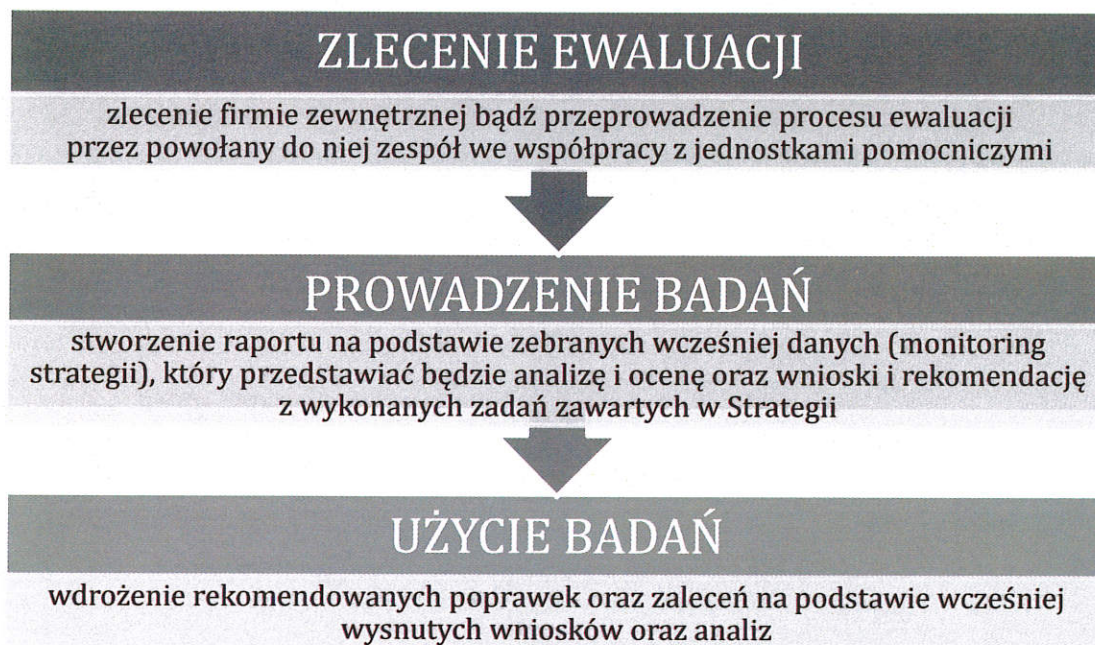 ZLECENIE EWALUACJI
zlecenie firmie zewnętrznej bądź przeprowadzenie procesu ewaluacji
przez powołany do niej zespół we współpracy z jednostkami pomocniczymi
PROWADZENIE BADAŃ
stworzenie raportu na podstawie zebranych wcześniej danych (monitoring
strategii), który przedstawiać będzie analizę i ocenę oraz wnioski i rekomendację
z wykonanych zadań zawartych w Strategii
UŻYCIE BADAŃ
wdrożenie rekomendowanych poprawek oraz zaleceń na podstawie wcześniej
wysnutych wniosków oraz analiz